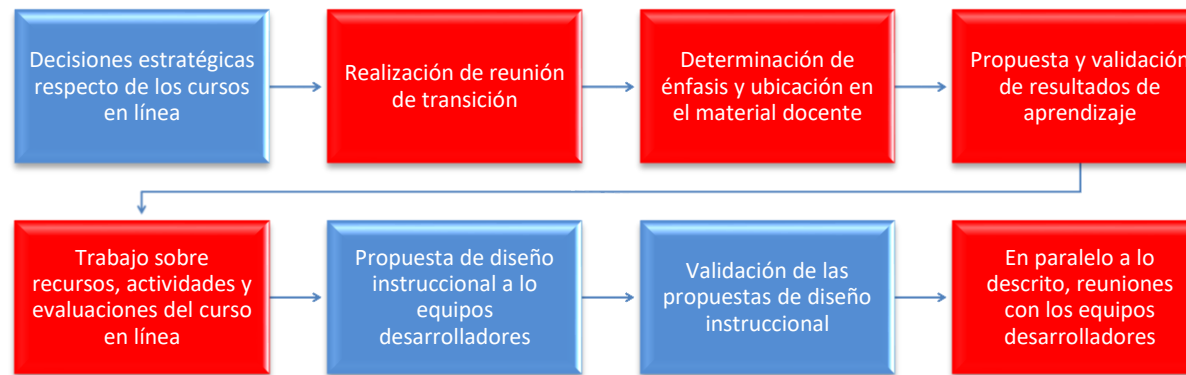 Decisiones estratégicas
respecto de los cursos
en línea
Realización de reunión
de transición
Determinación de
énfasis y ubicación en
el material docente
Propuesta y validación
de resultados de
aprendizaje
Trabajo sobre
recursos, actividades y
evaluaciones del curso
en línea
Propuesta de diseño
instruccional a lo
equipos
desarrolladores
Validación de las
propuestas de diseño
instruccional
En paralelo a lo
descrito, reuniones
con los equipos
desarrolladores